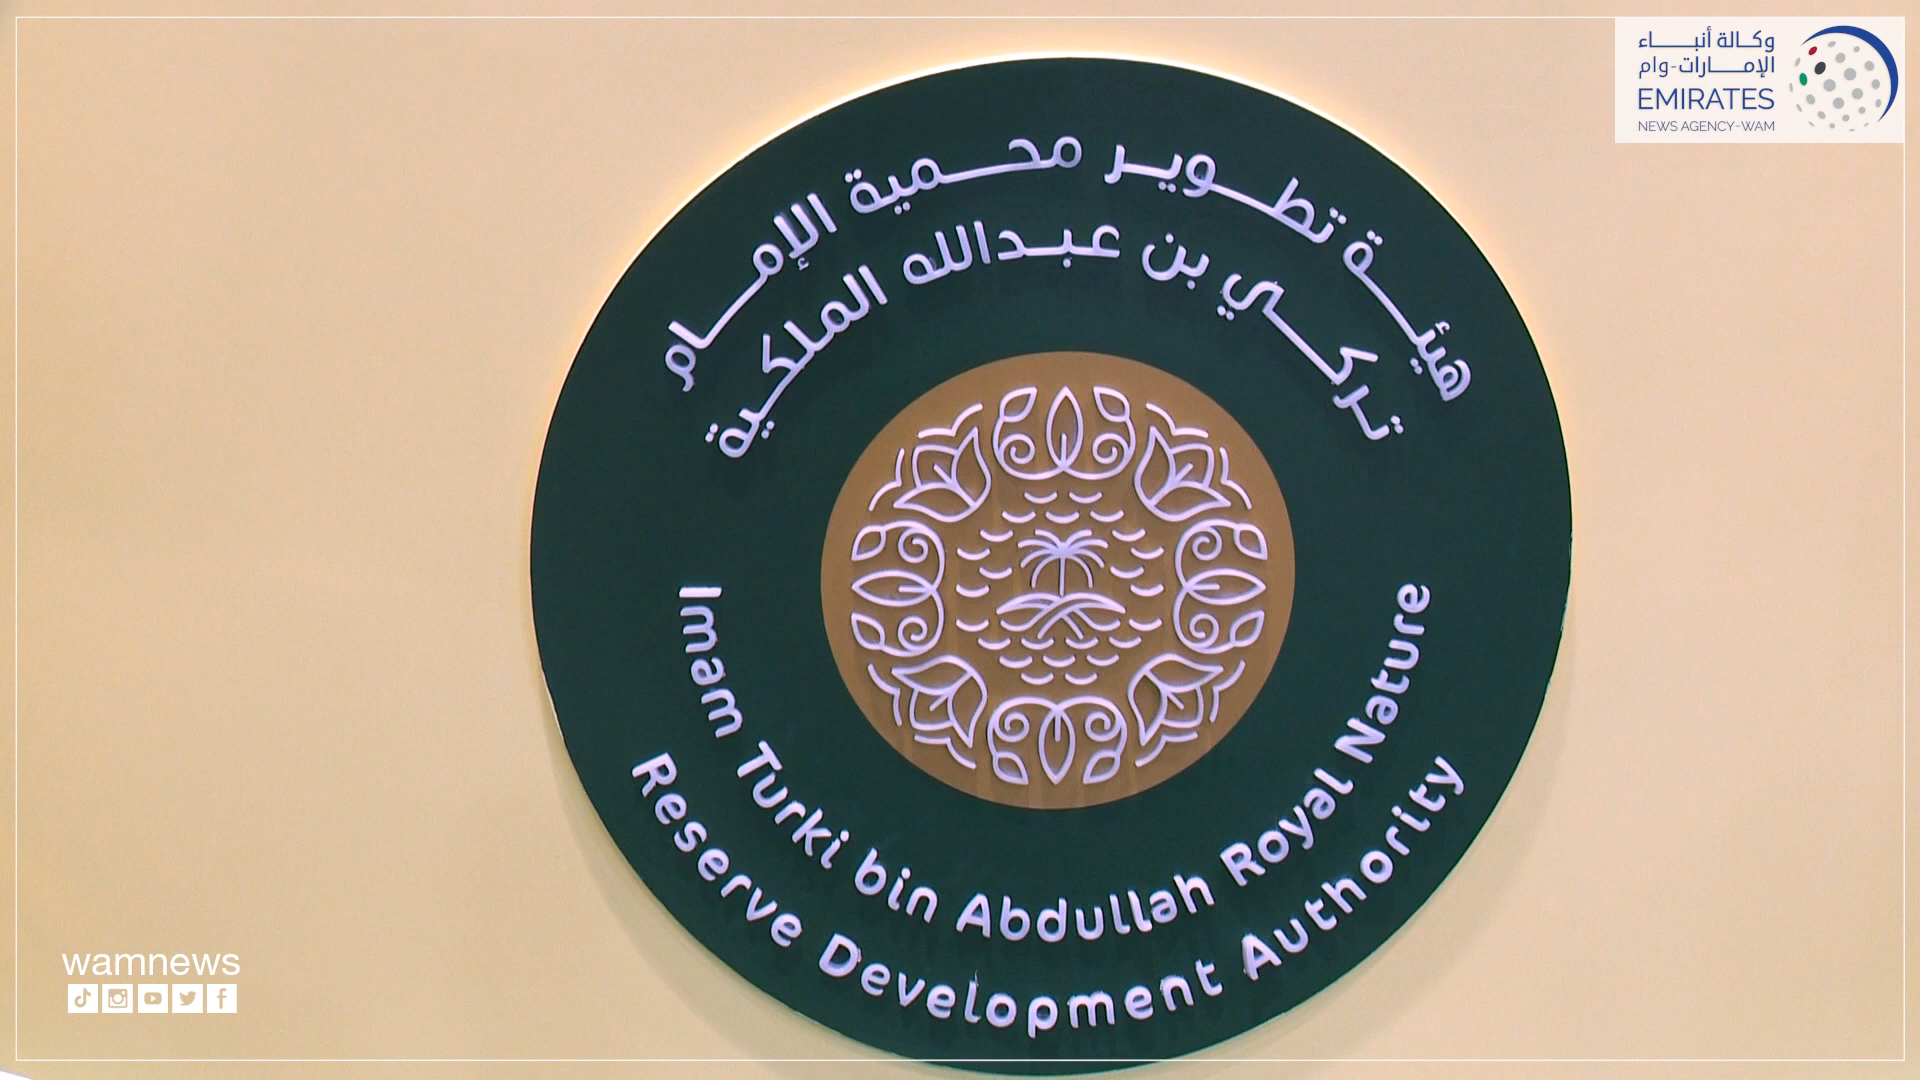 وكالة أنباء
الإمارات-وام
EMIRATES
NEWS AGENCY-WAM
هيئة تطوير محمية الإمام
تركي بن عبدالله الملكية
Imam Turki bin Abdullah Royal Nature
Reserve Development Authority
wamnews